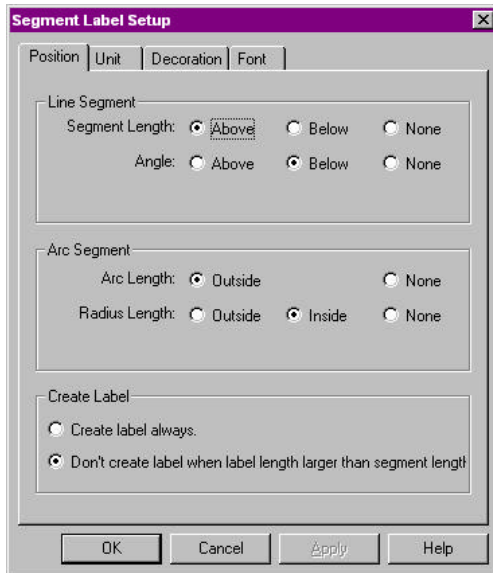 Segment Label Setup
Position Unit Decoration Font
Line Segment
Segment Length: Above Below None
Angle: Above Below None
Arc Segment
Arc Length: Outside None
Radius Length: Outside Inside None
Create Label
Create label always.
Don't create label when label length larger than segment length
OK Cancel Apply Help